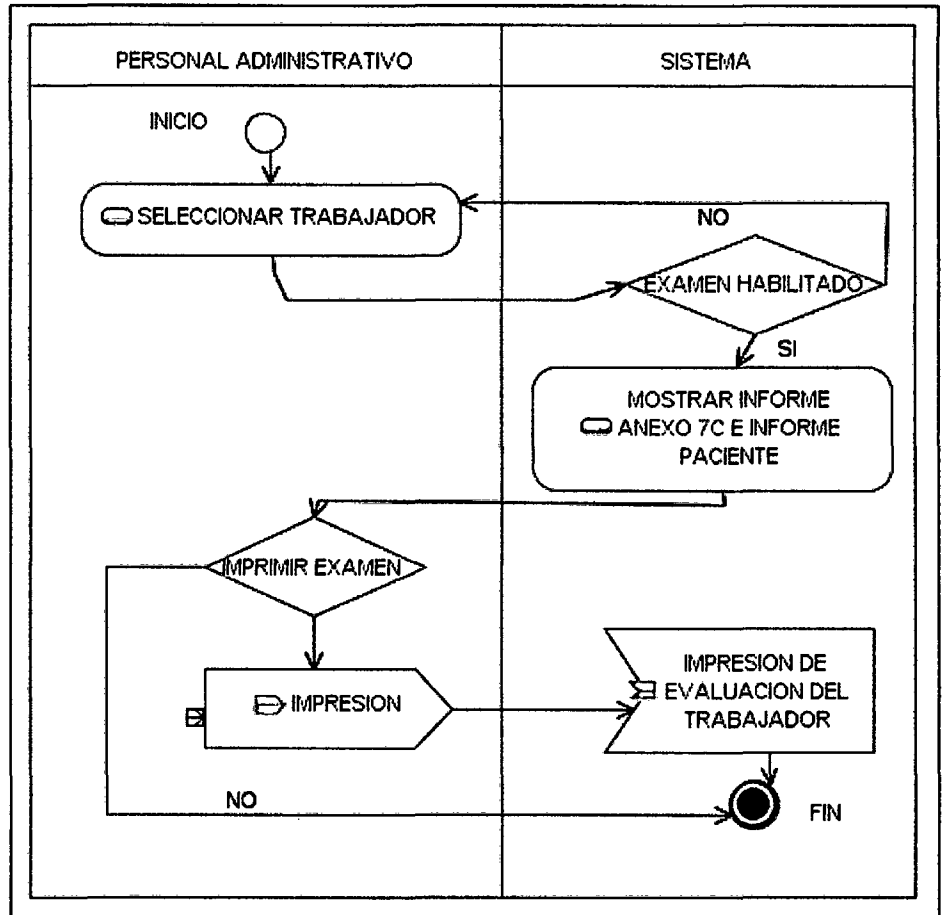 PERSONAL ADMINISTRATIVO
SISTEMA
INICIO
SELECCIONAR TRABAJADOR
NO
EXAMEN HABILITADO
SI
MOSTRAR INFORME
ANEXO 7C E INFORME
PACIENTE
IMPRIMIR EXAMEN
IMPRESION
IMPRESION DE
EVALUACION DEL
TRABAJADOR
NO
FIN